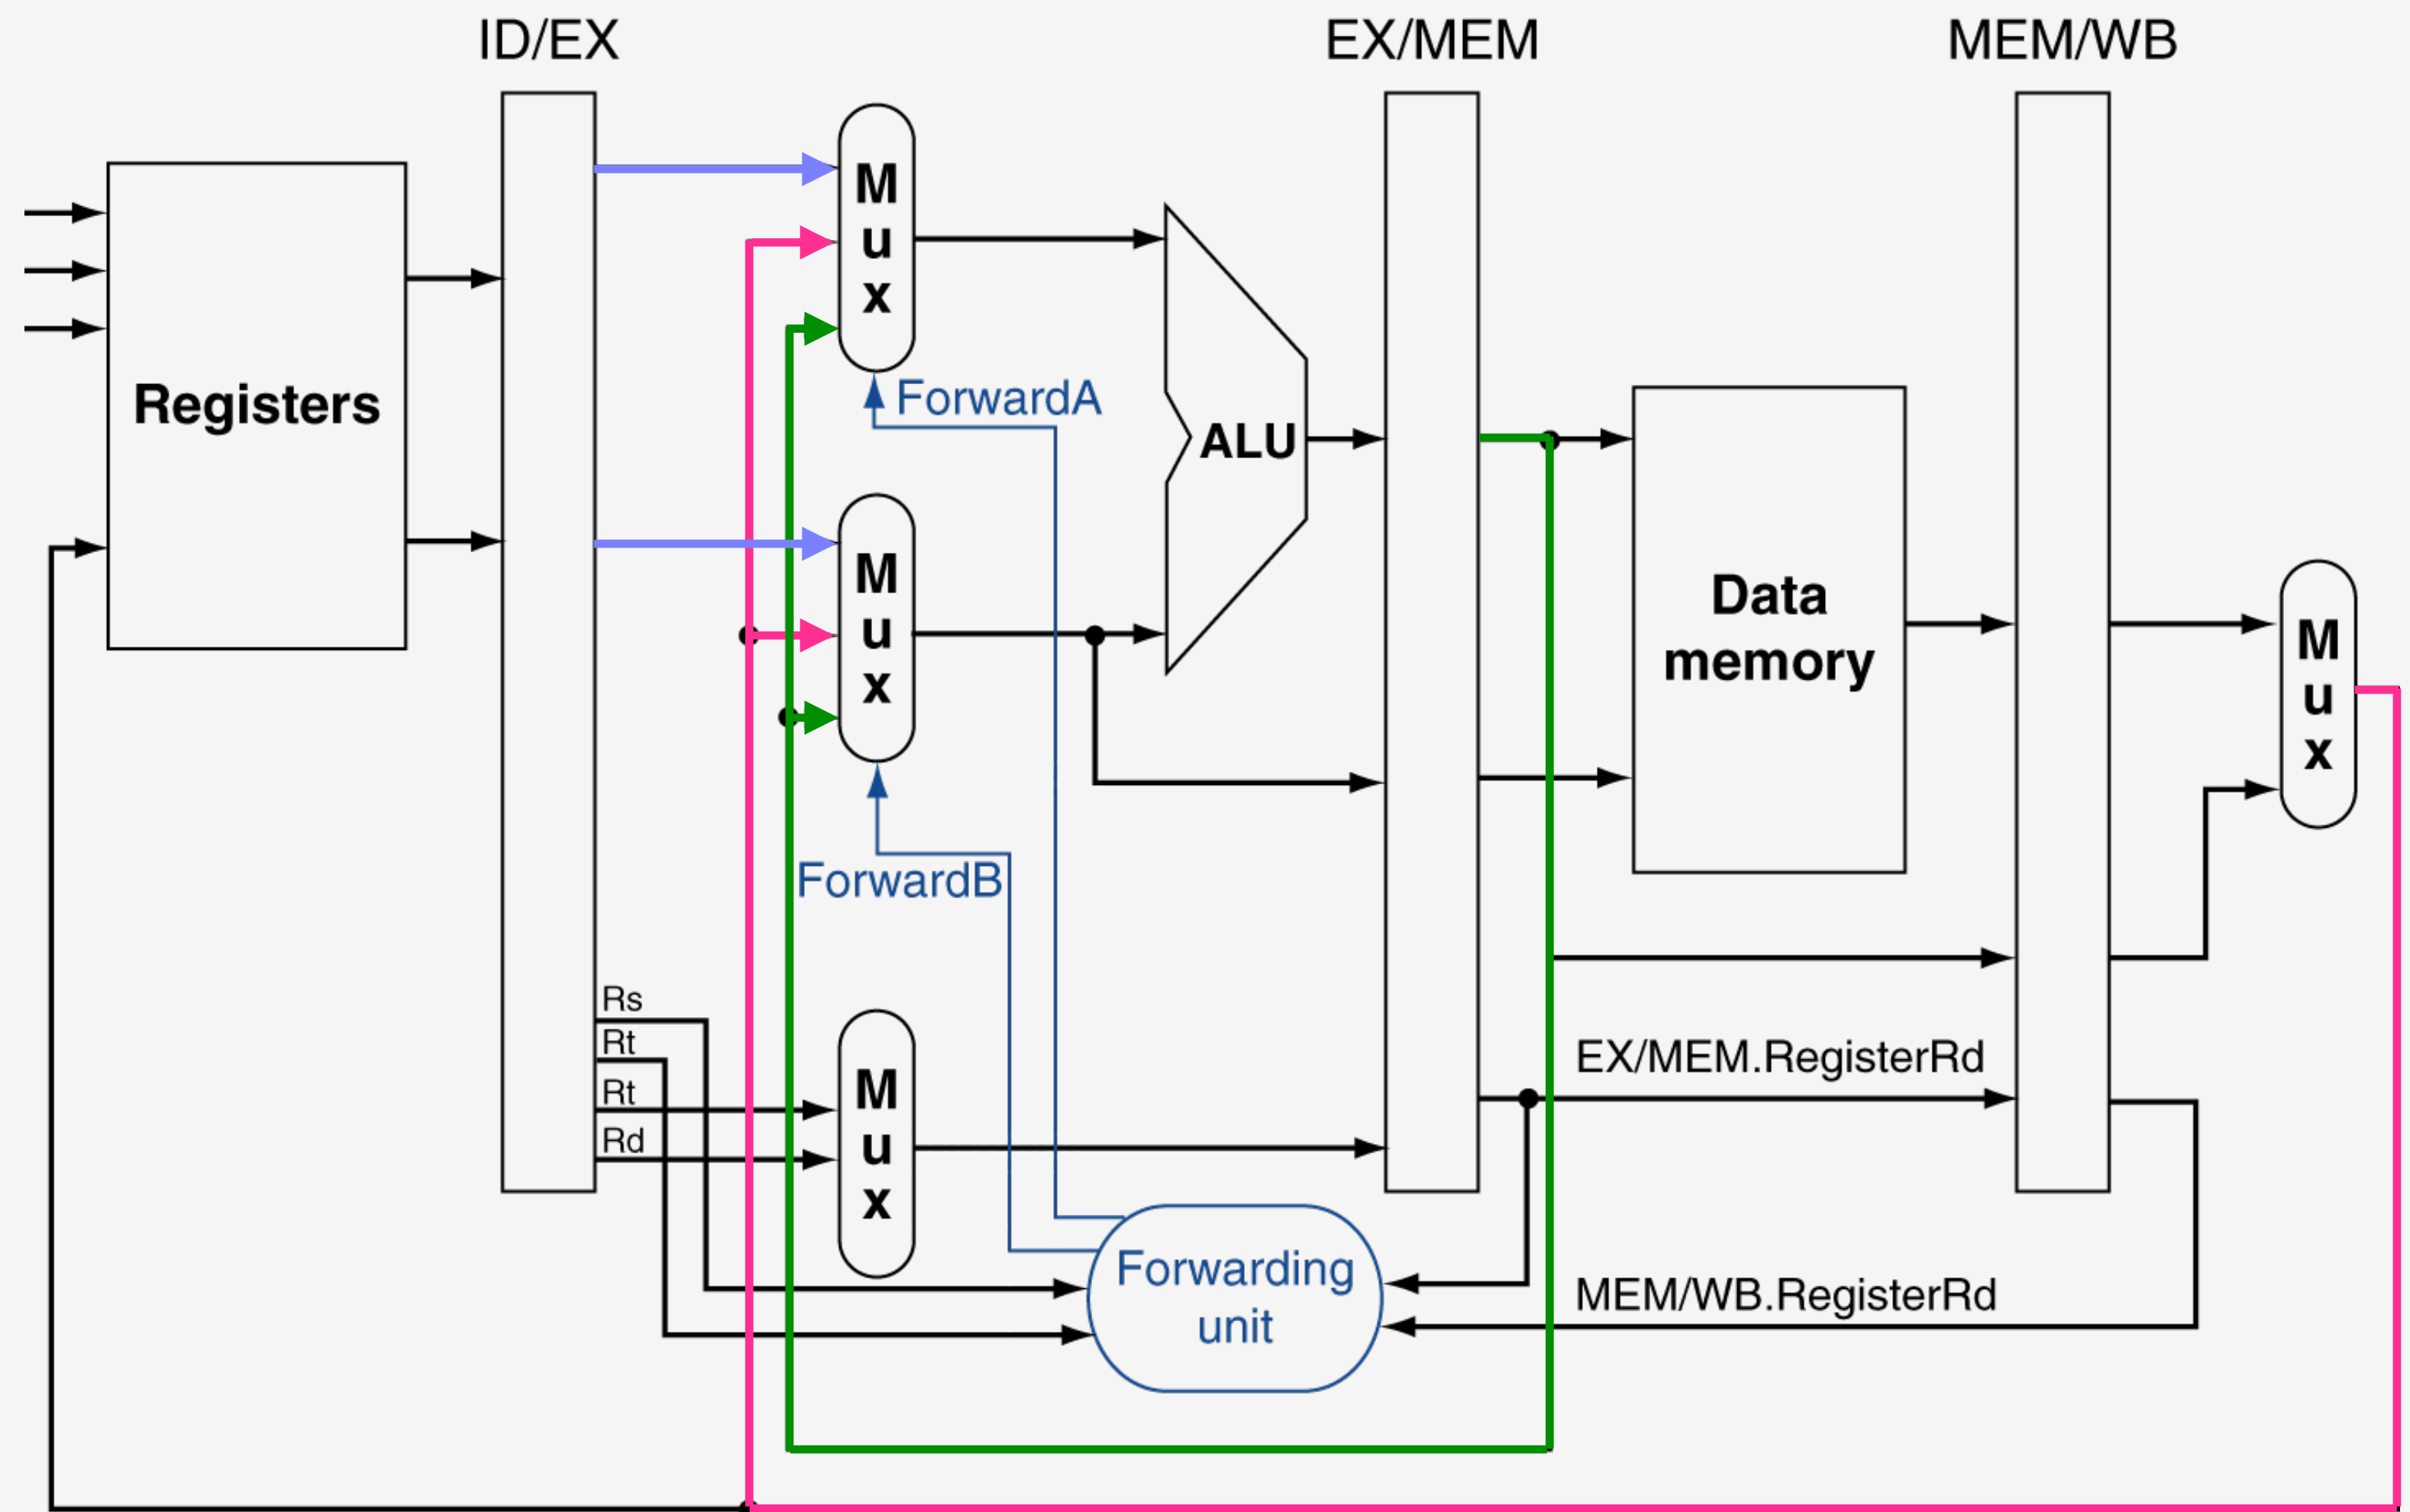 ID/EX
EX/MEM
MEM/WB
Registers
M
u
x
ForwardA
ALU
M
u
x
ForwardB
Data
memory
M
u
x
Rs
Rt
Rt
Rd
M
u
x
EX/MEM.RegisterRd
Forwarding
unit
MEM/WB.RegisterRd